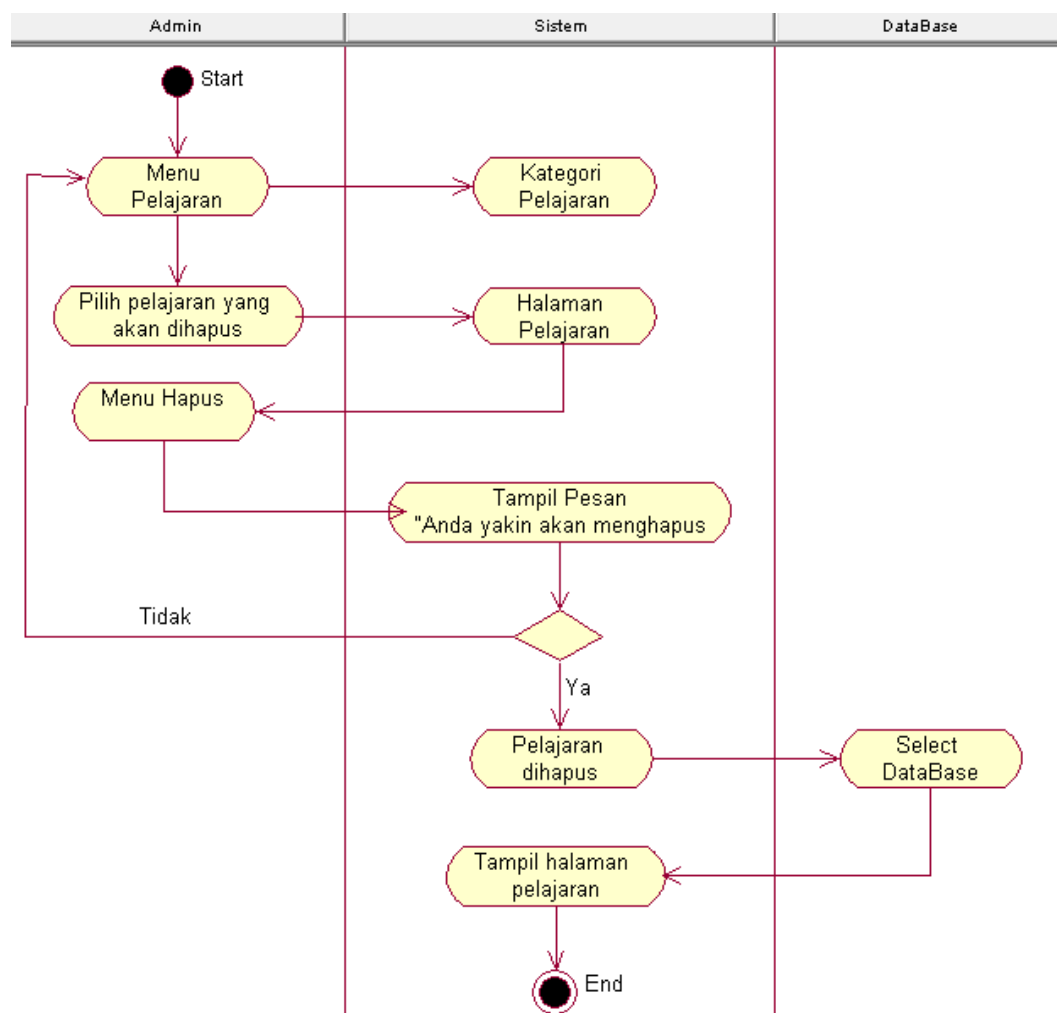 Admin
Sistem
DataBase
Start
Menu
Pelajaran
Kategori
Pelajaran
Pilih pelajaran yang
akan dihapus
Halaman
Pelajaran
Menu Hapus
Tampil Pesan
"Anda yakin akan menghapus
Tidak
Ya
Pelajaran
dihapus
Select
DataBase
Tampil halaman
pelajaran
End